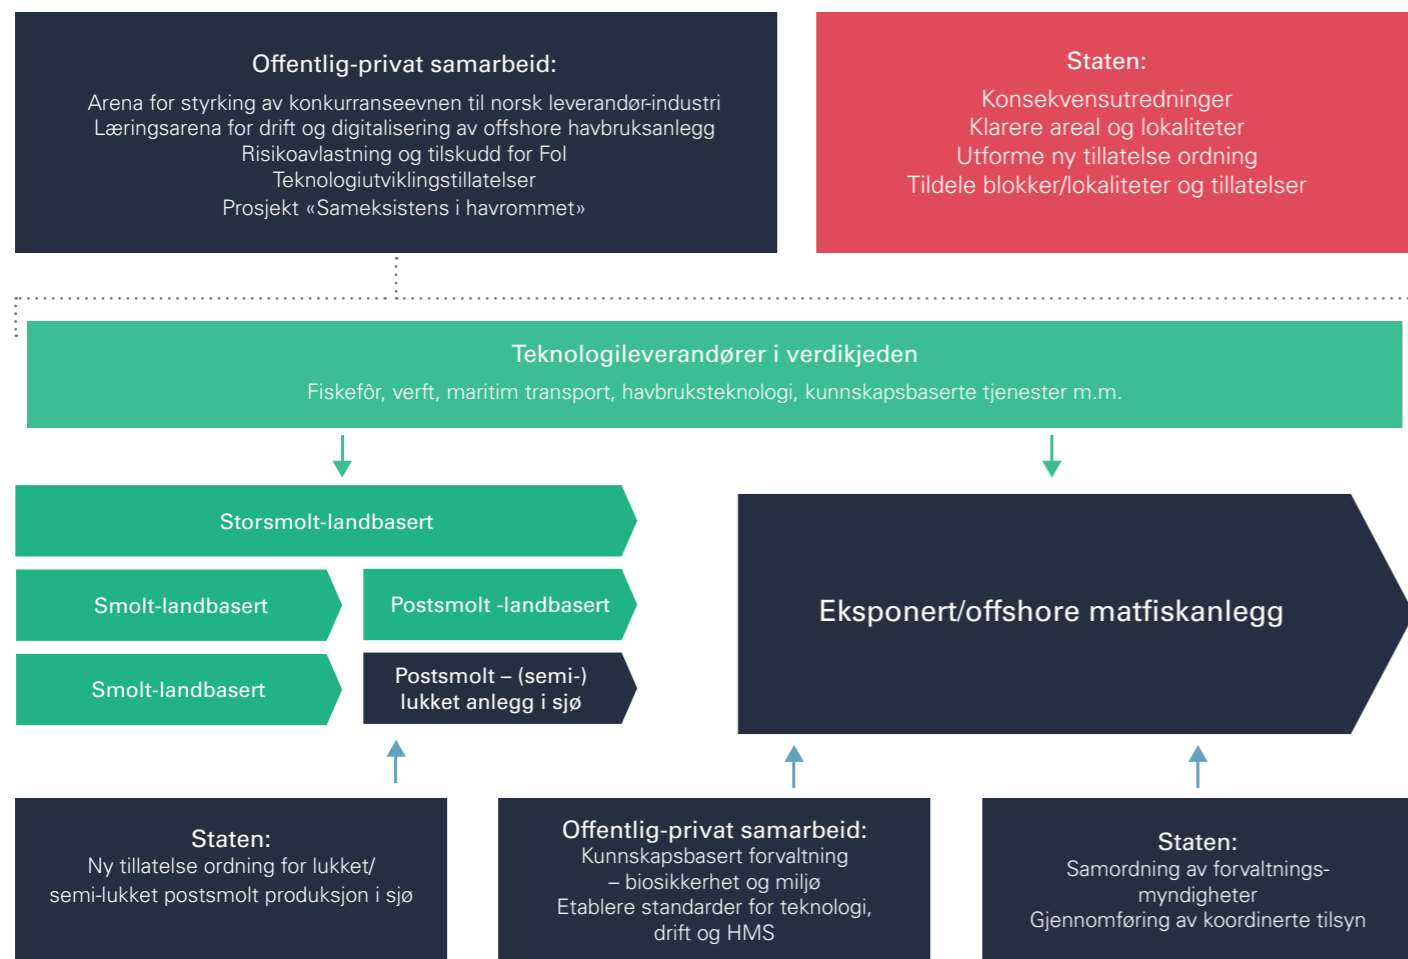 Offentlig-privat samarbeid:
Arena for styrking av konkurranseevnen til norsk leverandør-industri
Læringsarena for drift og digitalisering av offshore havbruksanlegg
Risikoavlastning og tilskudd for FoI
Teknologiutviklingstillatelser
Prosjekt «Sameksistens i havrommet»
Staten:
Konsekvensutredninger
Klarere areal og lokaliteter
Utforme ny tillatelse ordning
Tildele blokker/lokaliteter og tillatelser
Teknologileverandører i verdikjeden
Fiskefôr, verft, maritim transport, havbruksteknologi, kunnskapsbaserte tjenester m.m.
Storsmolt-landbasert
Smolt-landbasert
Postsmolt -landbasert
Smolt-landbasert
Postsmolt – (semi-)
lukket anlegg i sjø
Eksponert/offshore matfiskanlegg
Staten:
Ny tillatelse ordning for lukket/
semi-lukket postsmolt produksjon i sjø
Offentlig-privat samarbeid:
Kunnskapsbasert forvaltning
– biosikkerhet og miljø
Etablere standarder for teknologi,
drift og HMS
Staten:
Samordning av forvaltnings-
myndigheter
Gjennomføring av koordinerte tilsyn